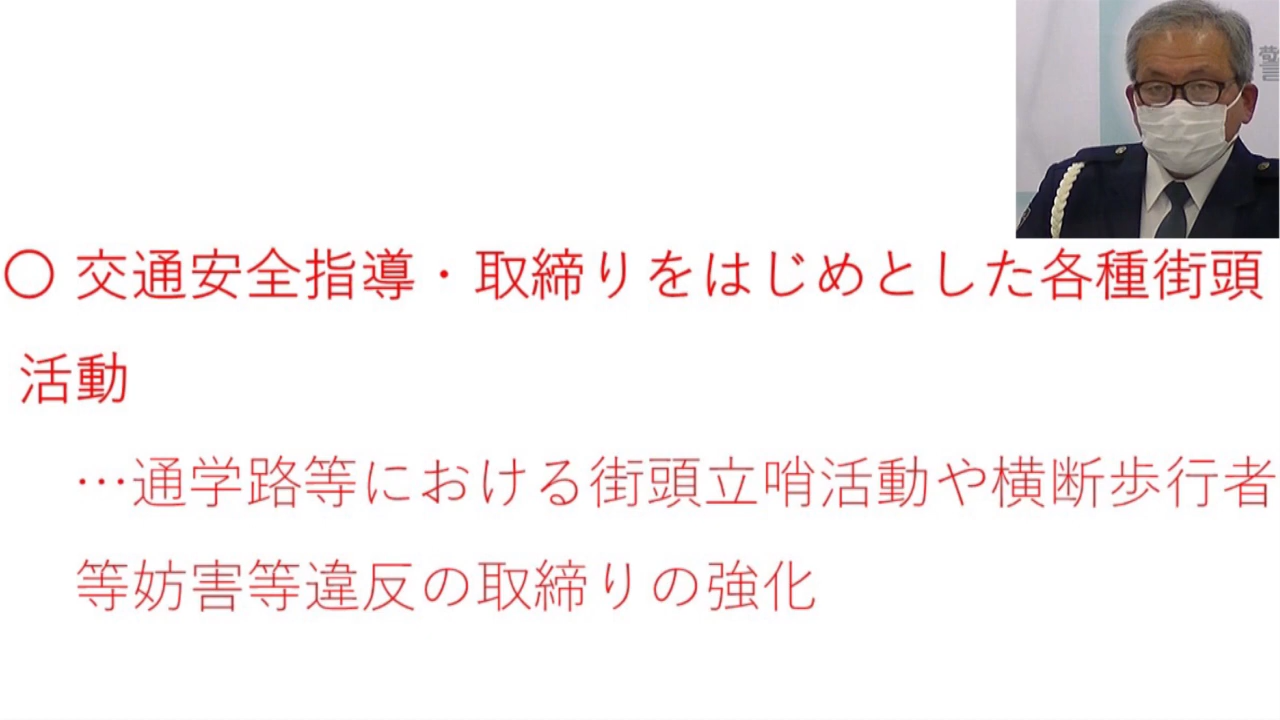 〇 交通安全指導・取締りをはじめとした各種街頭
活動
…通学路等における街頭立哨活動や横断歩行者
等妨害等違反の取締りの強化